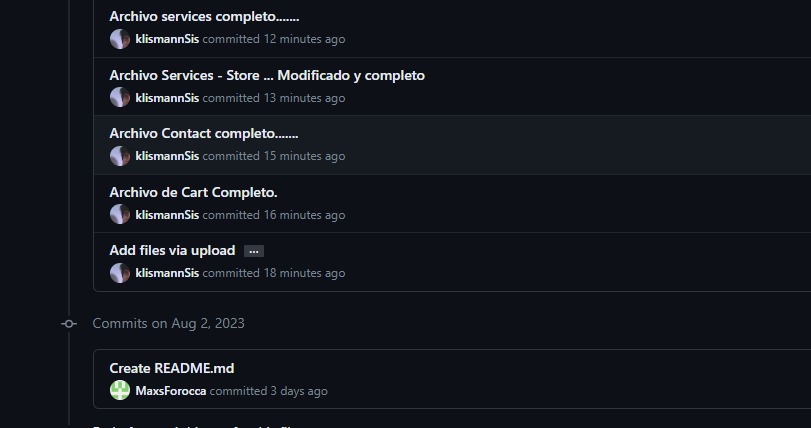 Archivo services completo.......
klismannSis committed 12 minutes ago
Archivo Services - Store ... Modificado y completo
klismannSis committed 13 minutes ago
Archivo Contact completo.......
klismannSis committed 15 minutes ago
Archivo de Cart Completo.
klismannSis committed 16 minutes ago
Add files via upload ...
klismannSis committed 18 minutes ago
Commits on Aug 2, 2023
Create README.md
MaxsForocca committed 3 days ago